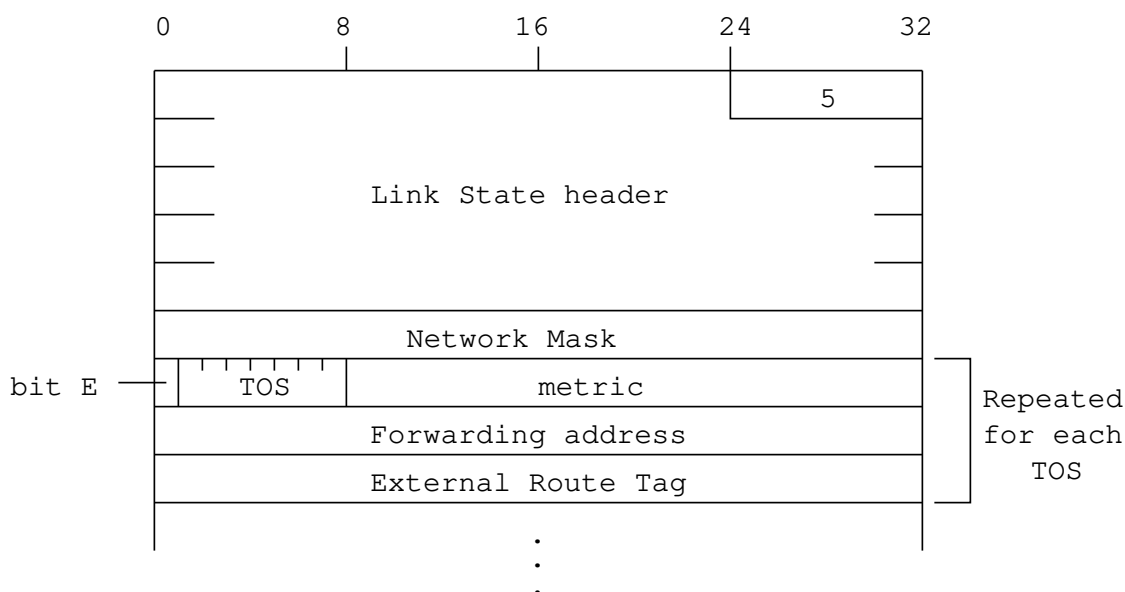 0 8 16 24 32
5
Link State header
Network Mask
bit E TOS metric
Forwarding address
External Route Tag
Repeated
for each
TOS
.
.
.